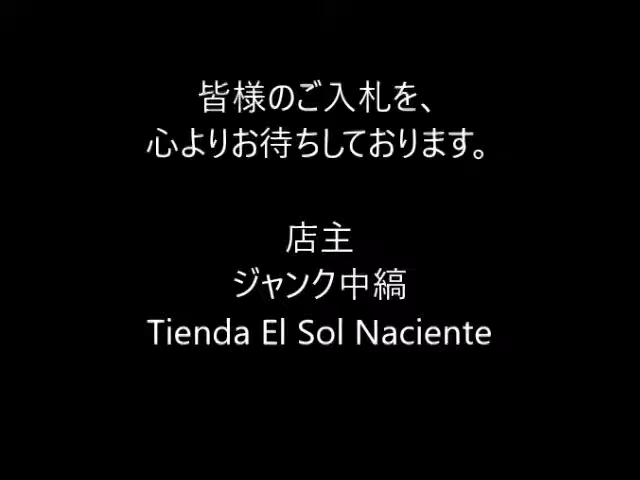 皆様のご入札を、
心よりお待ちしております。
店主
ジャンク中縞
Tienda El Sol Naciente